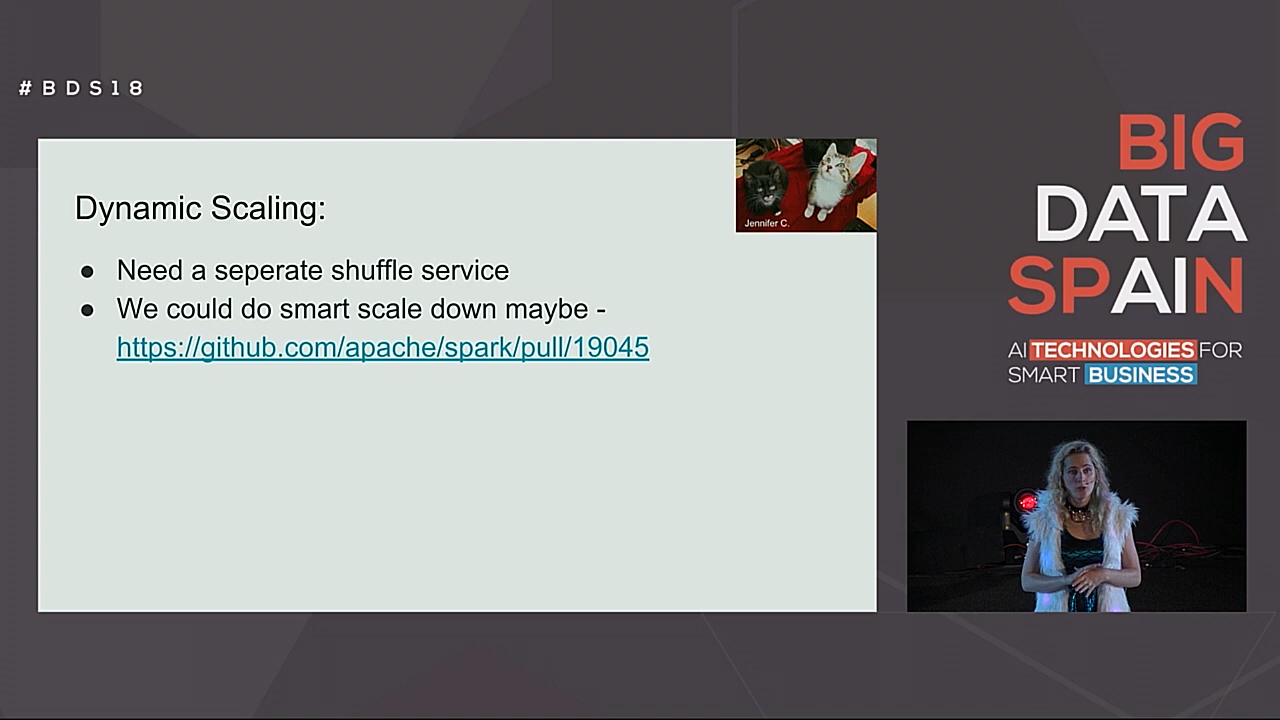 #BDS18
Dynamic Scaling:
Jennifer C.
● Need a seperate shuffle service
● We could do smart scale down maybe -
https://github.com/apache/spark/pull/19045
BIG
DATA
SPAIN
AI TECHNOLOGIES FOR
SMART BUSINESS